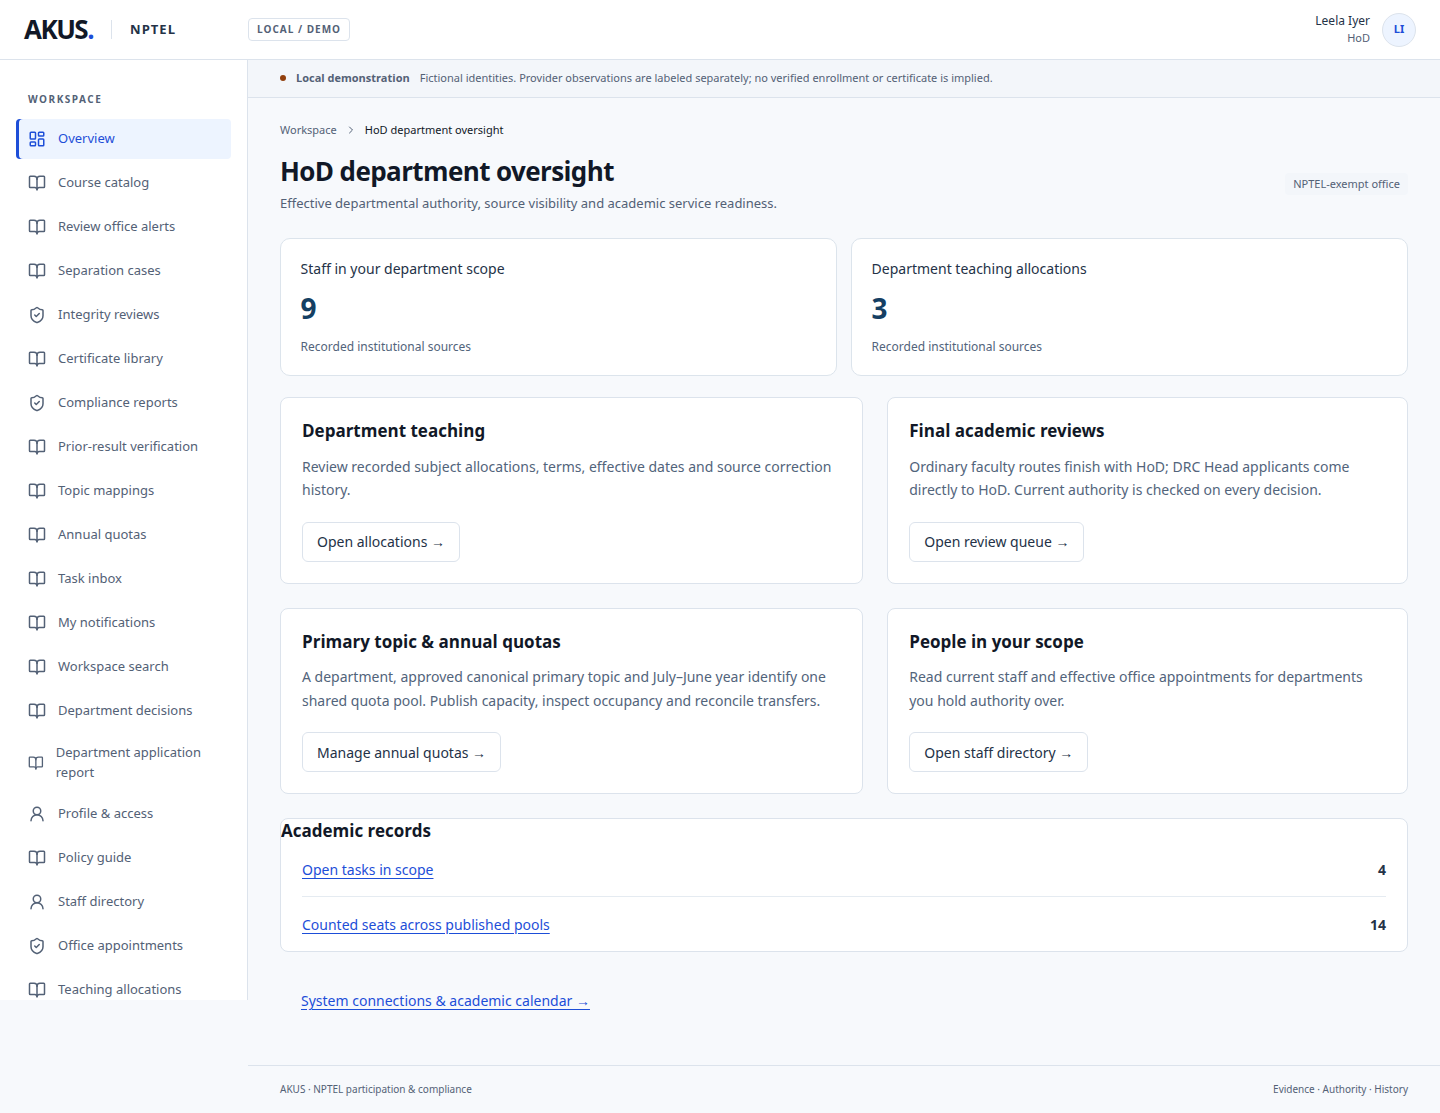 AKUS. NPTEL LOCAL / DEMO Leela Iyer
HoD LI
Local demonstration Fictional identities. Provider observations are labeled separately; no verified enrollment or certificate is implied.
WORKSPACE
Overview
Course catalog
Review office alerts
Separation cases
Integrity reviews
Certificate library
Compliance reports
Prior-result verification
Topic mappings
Annual quotas
Task inbox
My notifications
Workspace search
Department decisions
Department application
report
Profile & access
Policy guide
Staff directory
Office appointments
Teaching allocations
Workspace > HoD department oversight
HoD department oversight
Effective departmental authority, source visibility and academic service readiness.
NPTEL-exempt office
Staff in your department scope
9
Recorded institutional sources
Department teaching allocations
3
Recorded institutional sources
Department teaching
Review recorded subject allocations, terms, effective dates and source correction
history.
Open allocations →
Final academic reviews
Ordinary faculty routes finish with HoD; DRC Head applicants come
directly to HoD. Current authority is checked on every decision.
Open review queue →
Primary topic & annual quotas
A department, approved canonical primary topic and July–June year identify one
shared quota pool. Publish capacity, inspect occupancy and reconcile transfers.
Manage annual quotas →
People in your scope
Read current staff and effective office appointments for departments
you hold authority over.
Open staff directory →
Academic records
Open tasks in scope 4
Counted seats across published pools 14
System connections & academic calendar →
AKUS · NPTEL participation & compliance Evidence · Authority · History